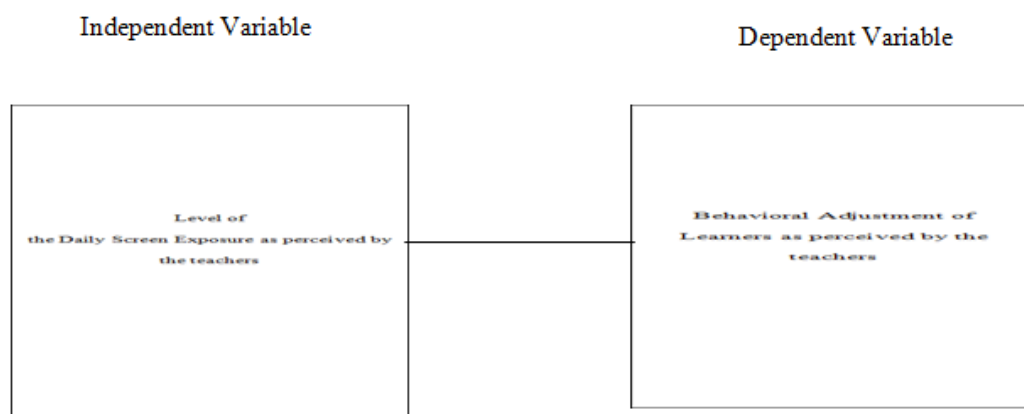 Independent Variable
Dependent Variable
Level of
the Daily Screen Exposure as perceived by
the teachers
Behavioral Adjustment of
Learners as perceived by the
teachers